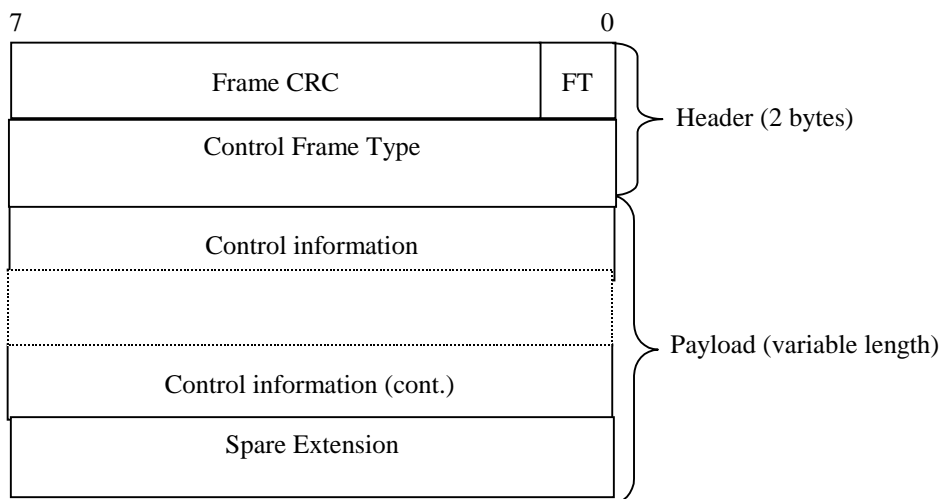 7 0
Frame CRC FT
Header (2 bytes)
Control Frame Type
Control information
Payload (variable length)
Control information (cont.)
Spare Extension